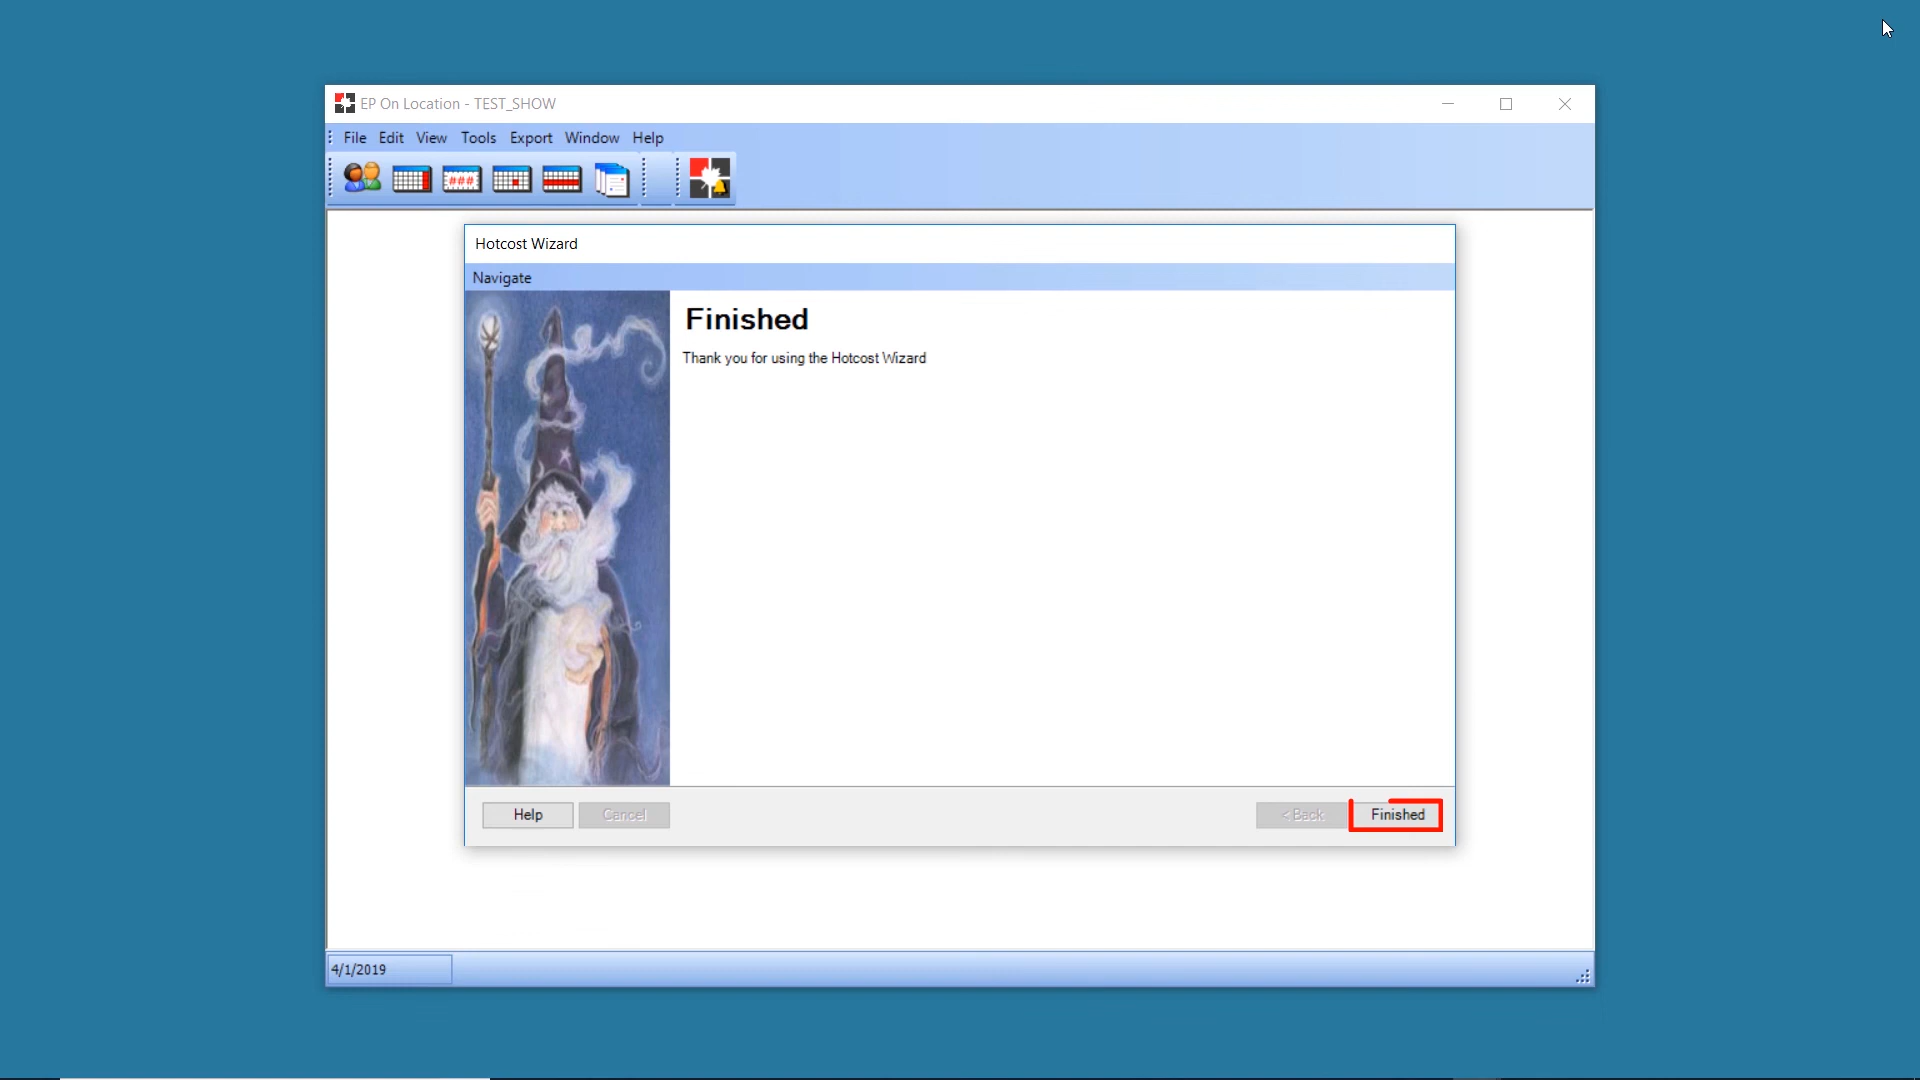 EP On Location - TEST_SHOW
File Edit View Tools Export Window Help
###
Hotcost Wizard
Navigate
Finished
Thank you for using the Hotcost Wizard
Help Cancel < Back Finished
4/1/2019